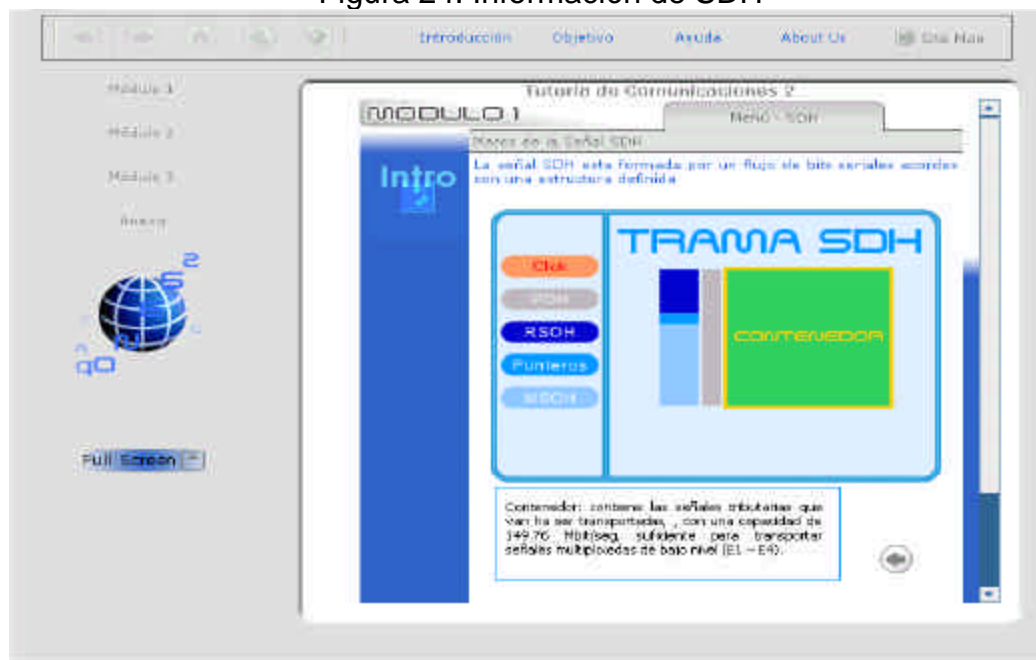 Figura 24. Información de SDH
Introducción Objetivo Ayuda About Us Site Map
Módulo 1
Módulo 2
Módulo 3
Anexo
Full Screen
Tutorial de Comunicaciones 2
MODULO 1
Menú - SDH
de la Señal SDH
Intro
La señal SDH esta formada por un flujo de bits seriales acordes
con una estructura definida
TRAMA SDH
Click
POH
RSOH
Punteros
MSOH
CONTENEDOR
Contenedor: contiene las señales tributarias que
van ha ser transportadas, , con una capacidad de
149.76 Mbit/seg, suficiente para transportar
señales multiplexadas de bajo nivel (E1 – E4).